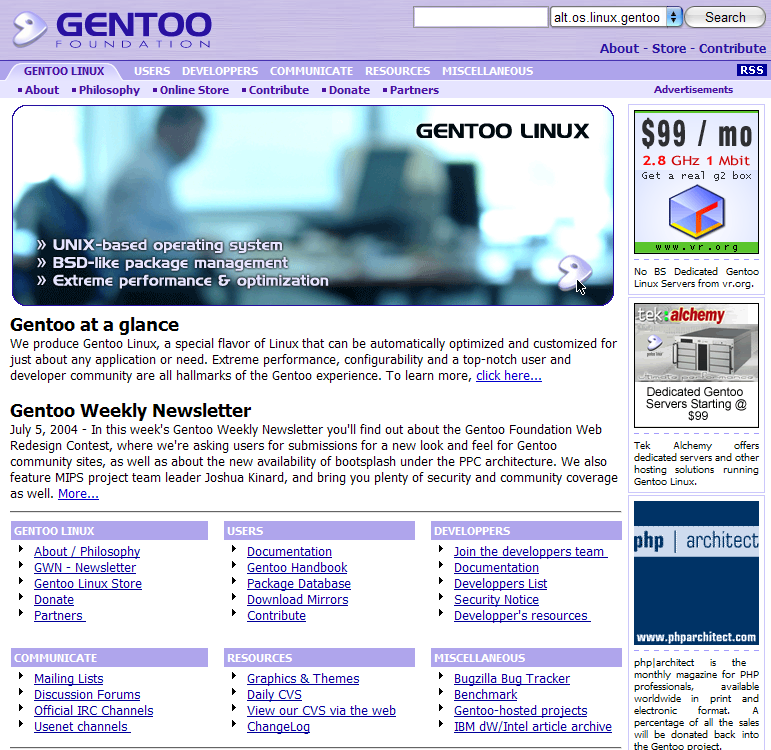 GENTOO
FOUNDATION
alt.os.linux.gentoo
Search
About - Store - Contribute
GENTOO LINUX USERS DEVELOPPERS COMMUNICATE RESOURCES MISCELLANEOUS
RSS
About Philosophy Online Store Contribute Donate Partners
Advertisements
GENTOO LINUX
» UNIX-based operating system
» BSD-like package management
» Extreme performance & optimization
Gentoo at a glance
We produce Gentoo Linux, a special flavor of Linux that can be automatically optimized and customized for
just about any application or need. Extreme performance, configurability and a top-notch user and
developer community are all hallmarks of the Gentoo experience. To learn more, click here...
Gentoo Weekly Newsletter
July 5, 2004 - In this week's Gentoo Weekly Newsletter you'll find out about the Gentoo Foundation Web
Redesign Contest, where we're asking users for submissions for a new look and feel for Gentoo
community sites, as well as about the new availability of bootsplash under the PPC architecture. We also
feature MIPS project team leader Joshua Kinard, and bring you plenty of security and community coverage
as well. More...
GENTOO LINUX
About / Philosophy
GWN - Newsletter
Gentoo Linux Store
Donate
Partners
USERS
Documentation
Gentoo Handbook
Package Database
Download Mirrors
Contribute
DEVELOPPERS
Join the developpers team
Documentation
Developpers List
Security Notice
Developper's resources
COMMUNICATE
Mailing Lists
Discussion Forums
Official IRC Channels
Usenet channels
RESOURCES
Graphics & Themes
Daily CVS
View our CVS via the web
ChangeLog
MISCELLANEOUS
Bugzilla Bug Tracker
Benchmark
Gentoo-hosted projects
IBM dW/Intel article archive
$99 / mo
2.8 GHz 1 Mbit
Get a real g2 box
www.vr.org
No BS Dedicated Gentoo
Linux Servers from vr.org.
tek:alchemy
Dedicated Gentoo
Servers Starting @
$99
Tek Alchemy offers
dedicated servers and other
hosting solutions running
Gentoo Linux.
php | architect
www.phparchitect.com
php|architect is the
monthly magazine for PHP
professionals, available
worldwide in print and
electronic format. A
percentage of all the sales
will be donated back into
the Gentoo project.